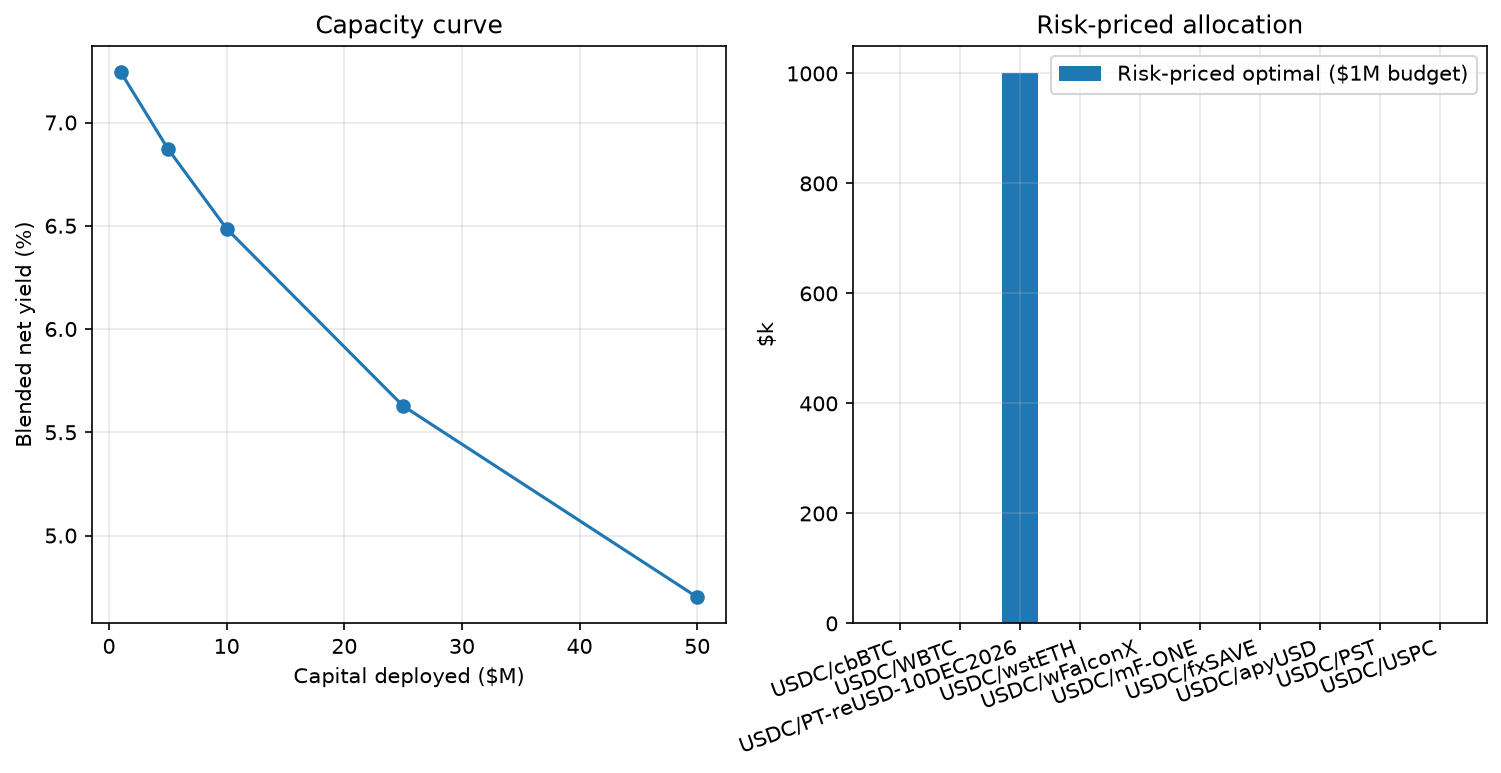 Capacity curve
Blended net yield (%)
7.0
6.5
6.0
5.5
5.0
0
10
20
30
40
50
Capital deployed ($M)
Risk-priced allocation
Risk-priced optimal ($1M budget)
$k
1000
800
600
400
200
0
USDC/cbBTC
USDC/WBTC
USDC/PT-reUSD-10DEC2026
USDC/wstETH
USDC/wFalconX
USDC/mF-ONE
USDC/fxSAVE
USDC/apyUSD
USDC/PST
USDC/USPC